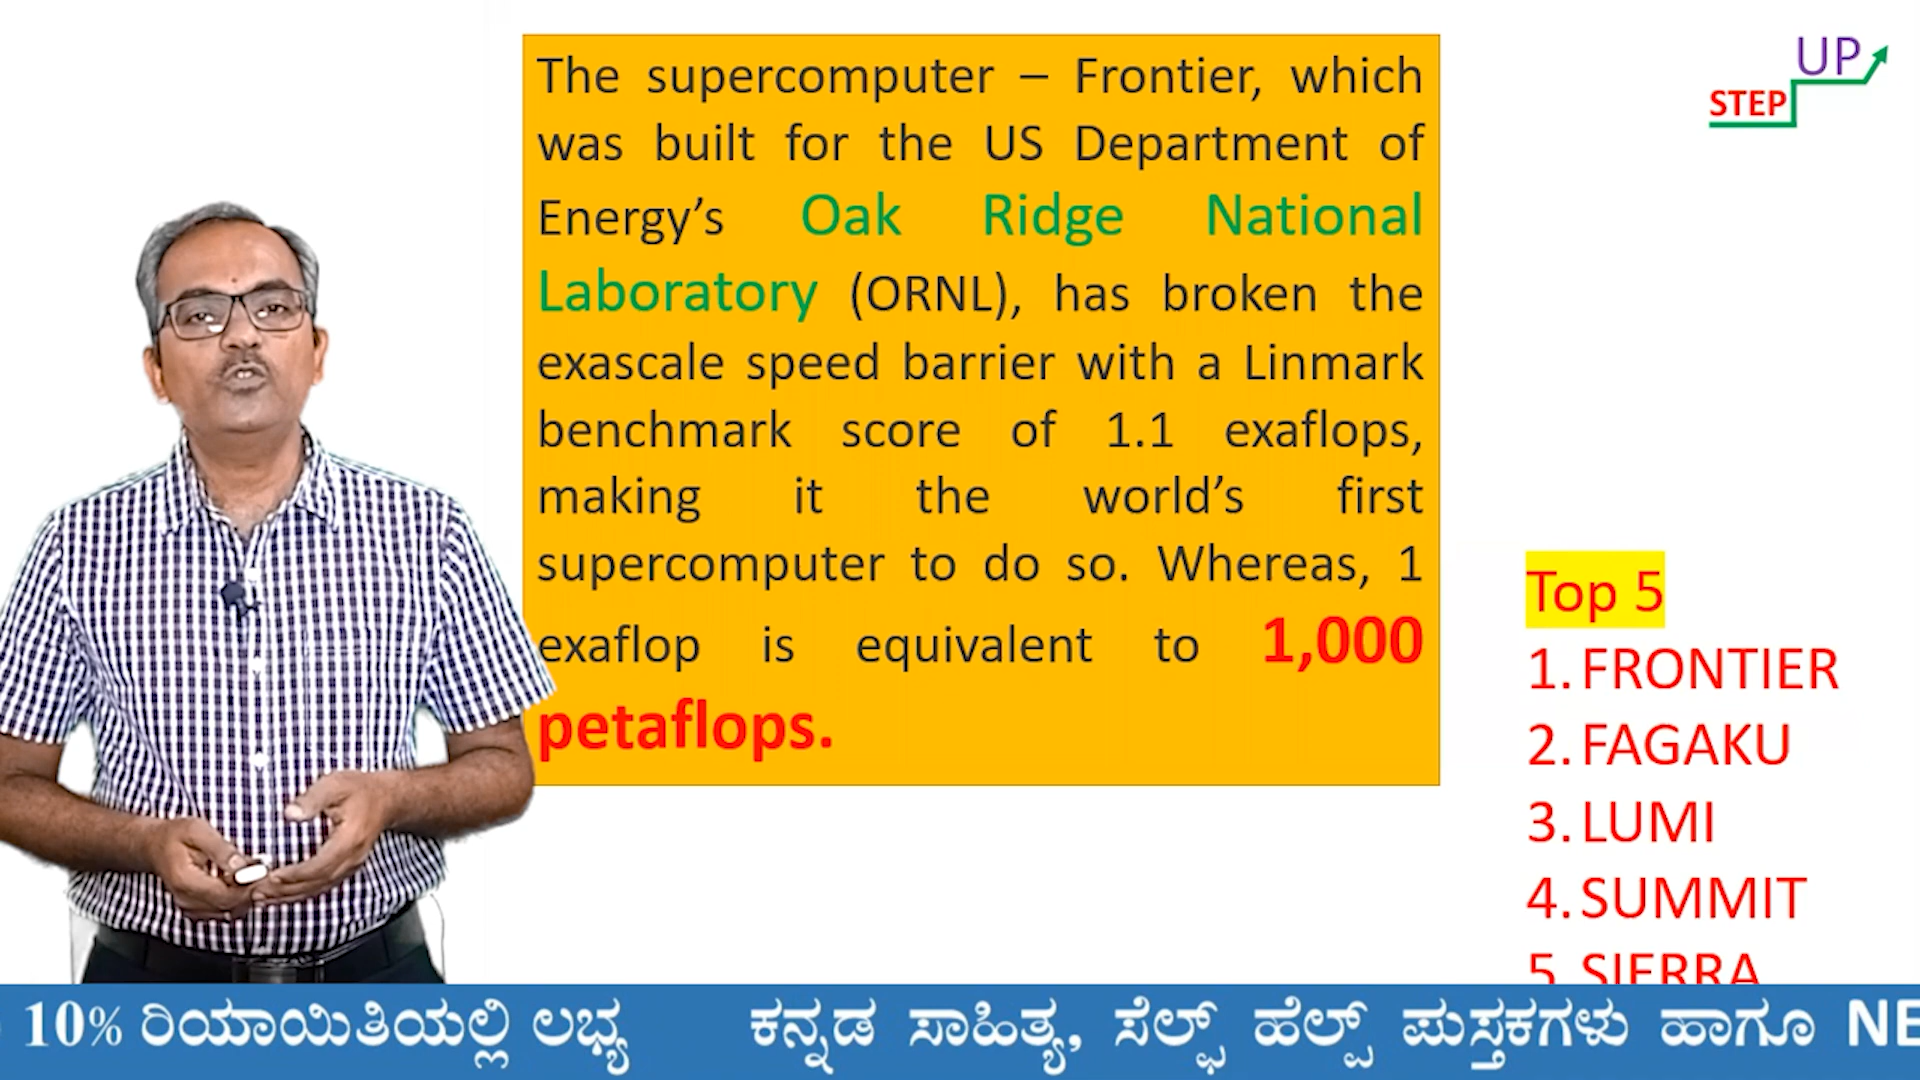 The supercomputer – Frontier, which
was built for the US Department of
Energy’s Oak Ridge National
Laboratory (ORNL), has broken the
exascale speed barrier with a Linmark
benchmark score of 1.1 exaflops,
making it the world’s first
supercomputer to do so. Whereas, 1
exaflop is equivalent to 1,000
petaflops.
UP
STEP
Top 5
1. FRONTIER
2. FAGAKU
3. LUMI
4. SUMMIT
5. SIERRA
10% ರಿಯಾಯಿತಿಯಲ್ಲಿ ಲಭ್ಯ ಕನ್ನಡ ಸಾಹಿತ್ಯ, ಸೆಲ್ಫ್ ಹೆಲ್ಪ್ ಪುಸ್ತಕಗಳು ಹಾಗೂ